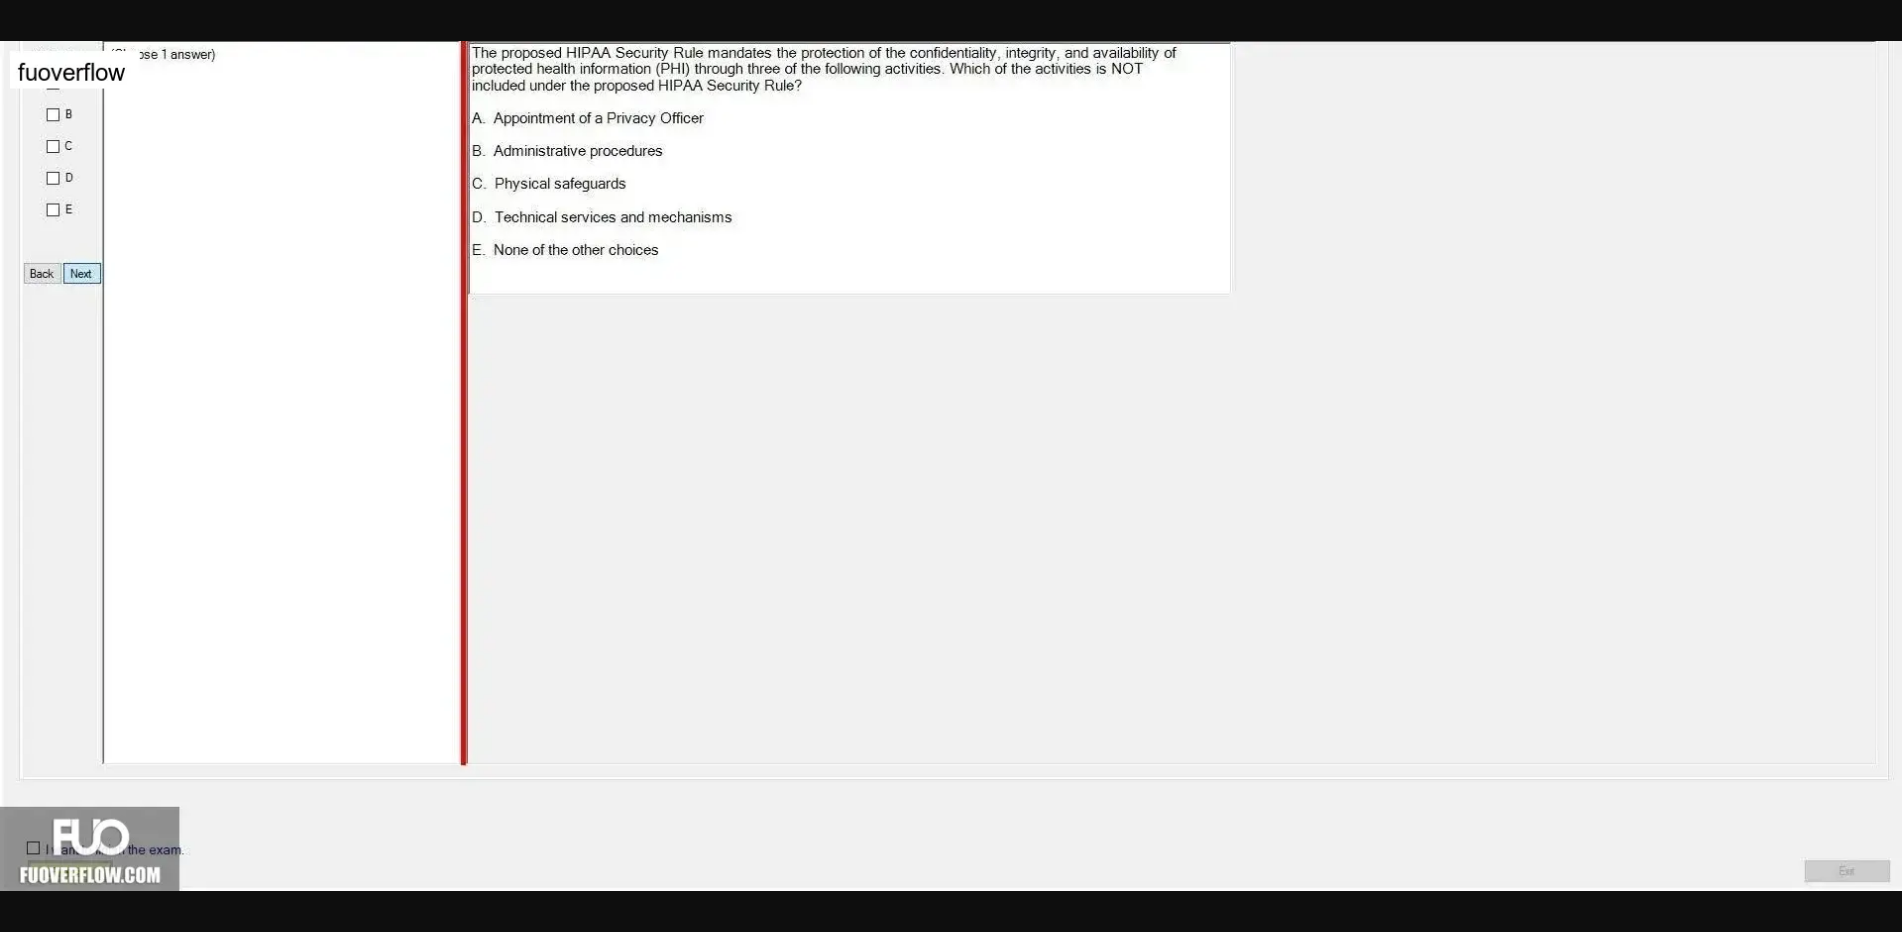 ose 1 answer)
fuoverflow
B
C
D
E
Back Next
The proposed HIPAA Security Rule mandates the protection of the confidentiality, integrity, and availability of
protected health information (PHI) through three of the following activities. Which of the activities is NOT
included under the proposed HIPAA Security Rule?
A. Appointment of a Privacy Officer
B. Administrative procedures
C. Physical safeguards
D. Technical services and mechanisms
E. None of the other choices
FUO
I the exam.
FUOVERFLOW.COM
Exit